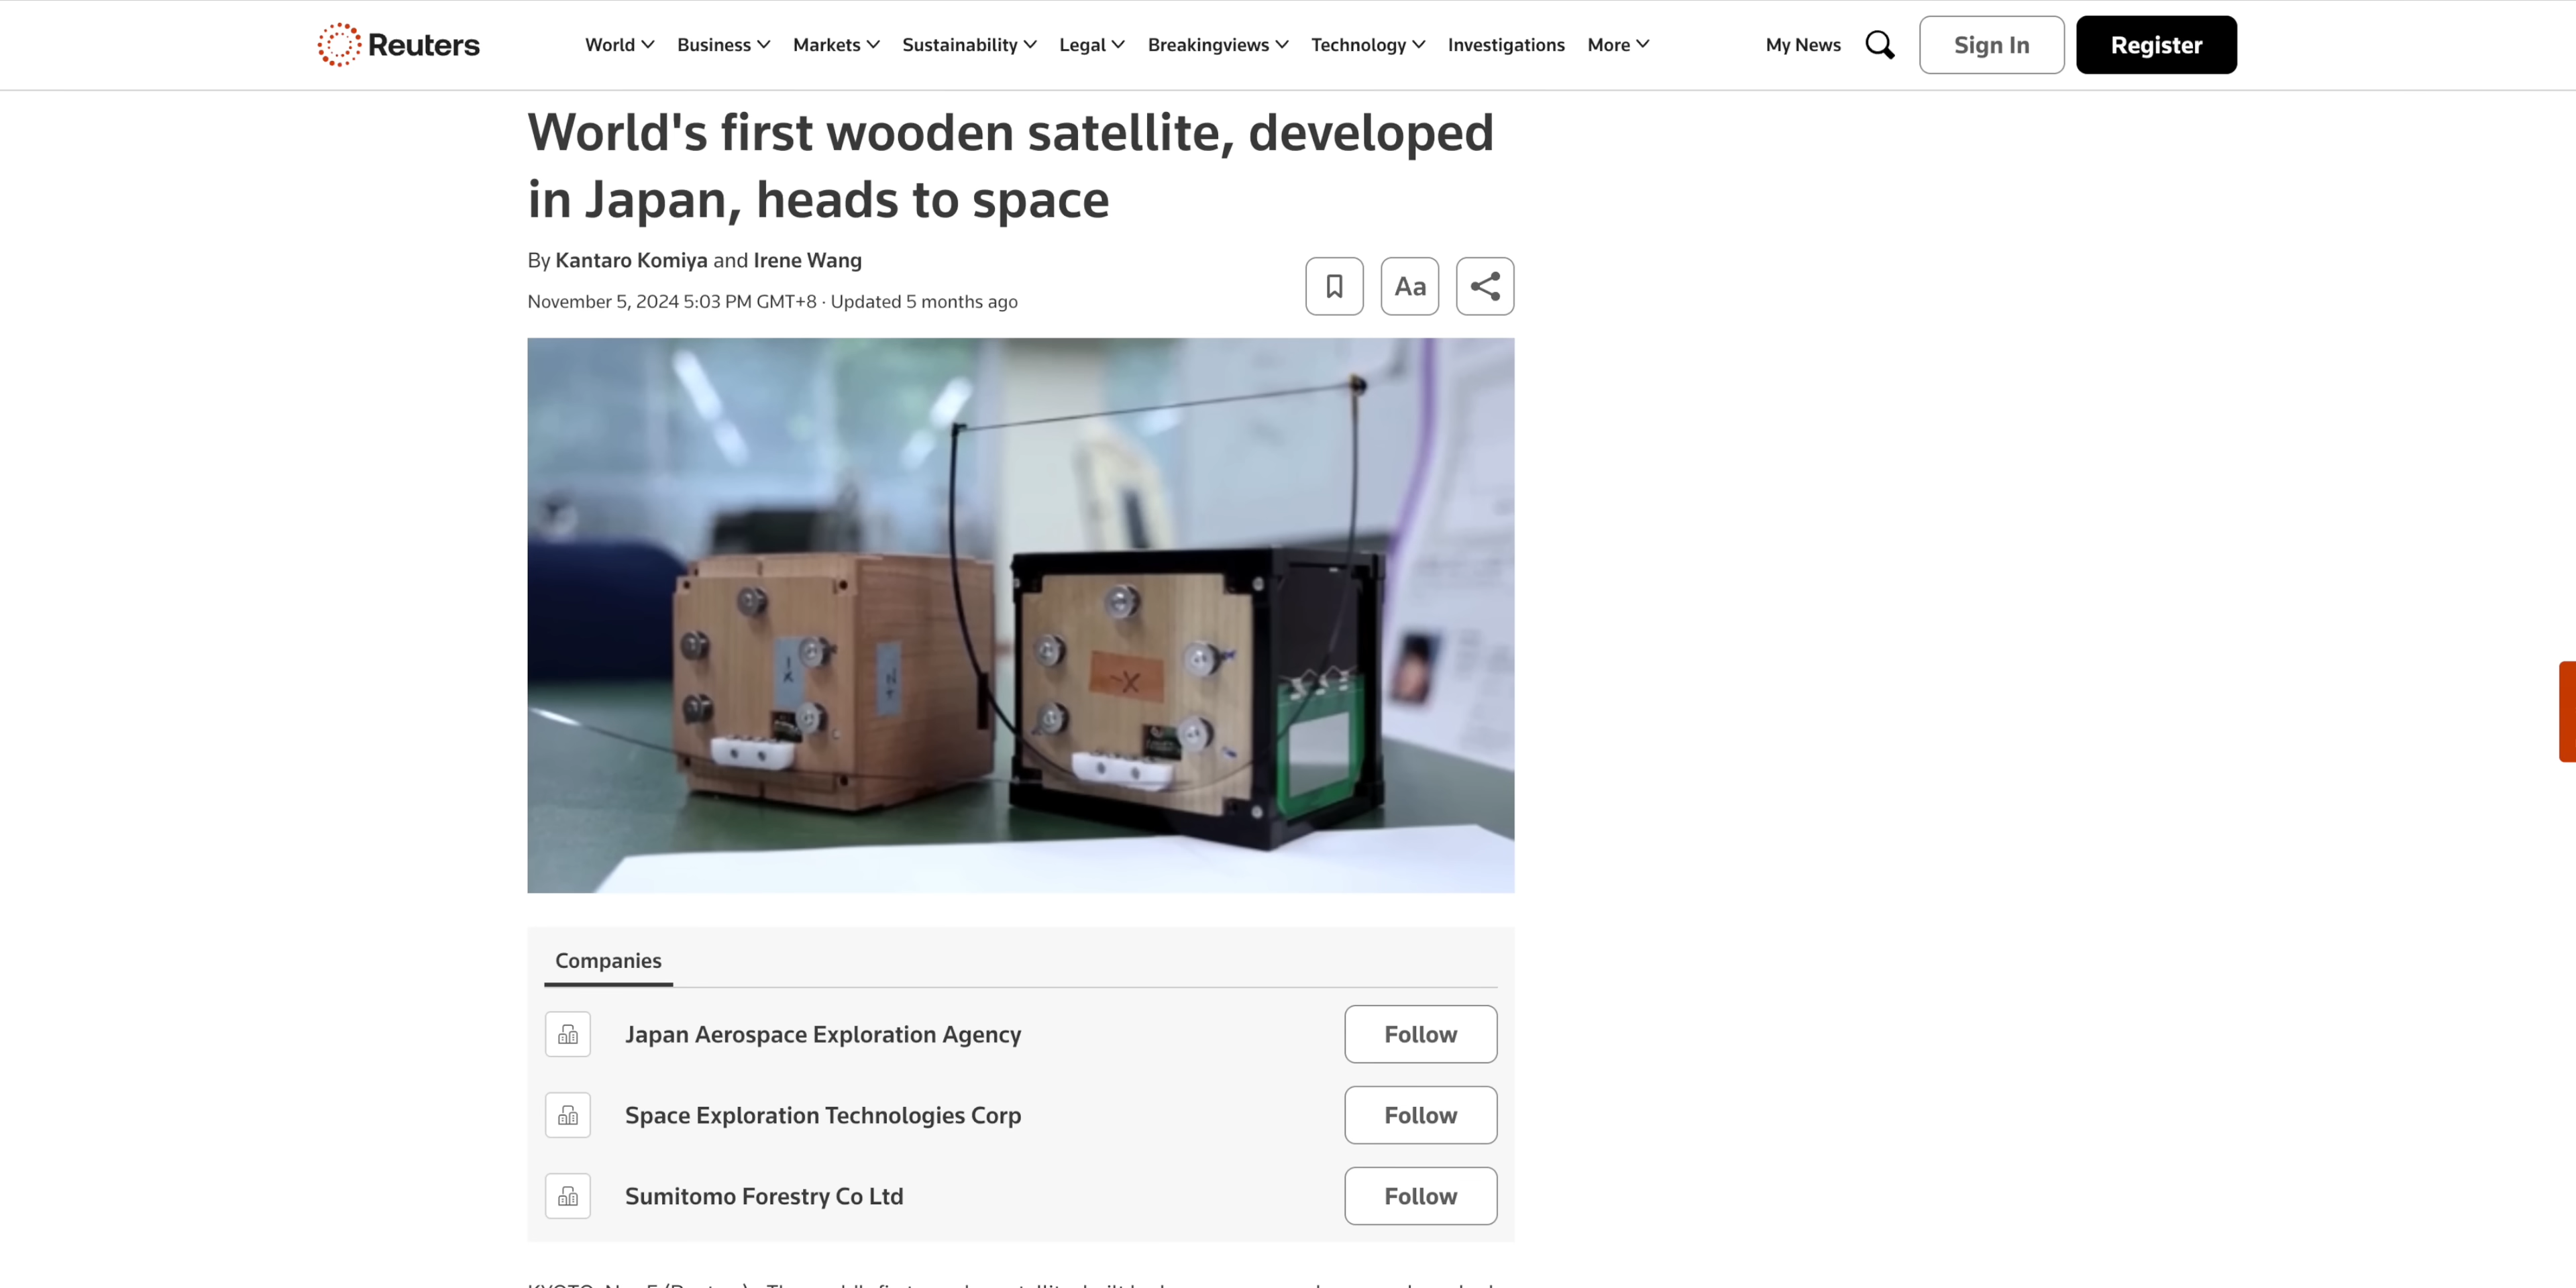 Reuters
World
Business
Markets
Sustainability
Legal
Breakingviews
Technology
Investigations
More
My News
Sign In
Register
World's first wooden satellite, developed
in Japan, heads to space
By Kantaro Komiya and Irene Wang
November 5, 2024 5:03 PM GMT+8 · Updated 5 months ago
Aa
-X
Companies
Japan Aerospace Exploration Agency
Follow
Space Exploration Technologies Corp
Follow
Sumitomo Forestry Co Ltd
Follow